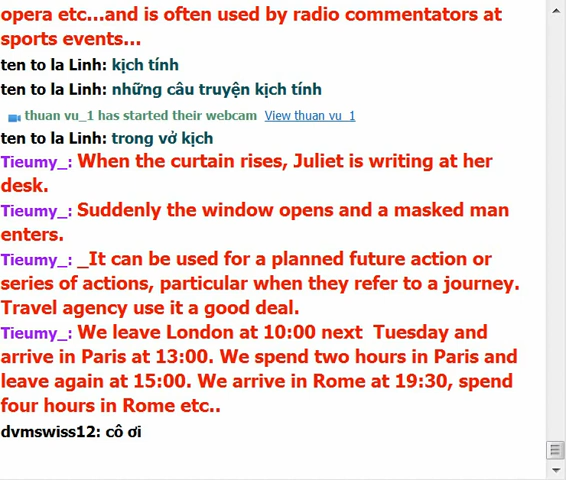 opera etc...and is often used by radio commentators at
sports events...
ten to la Linh: kịch tính
ten to la Linh: những câu truyện kịch tính
thuan vu_1 has started their webcam View thuan vu_1
ten to la Linh: trong vở kịch
Tieumy_: When the curtain rises, Juliet is writing at her
desk.
Tieumy_: Suddenly the window opens and a masked man
enters.
Tieumy_: _It can be used for a planned future action or
series of actions, particular when they refer to a journey.
Travel agency use it a good deal.
Tieumy_: We leave London at 10:00 next  Tuesday and
arrive in Paris at 13:00. We spend two hours in Paris and
leave again at 15:00. We arrive in Rome at 19:30, spend
four hours in Rome etc..
dvmswiss12: cô ơi